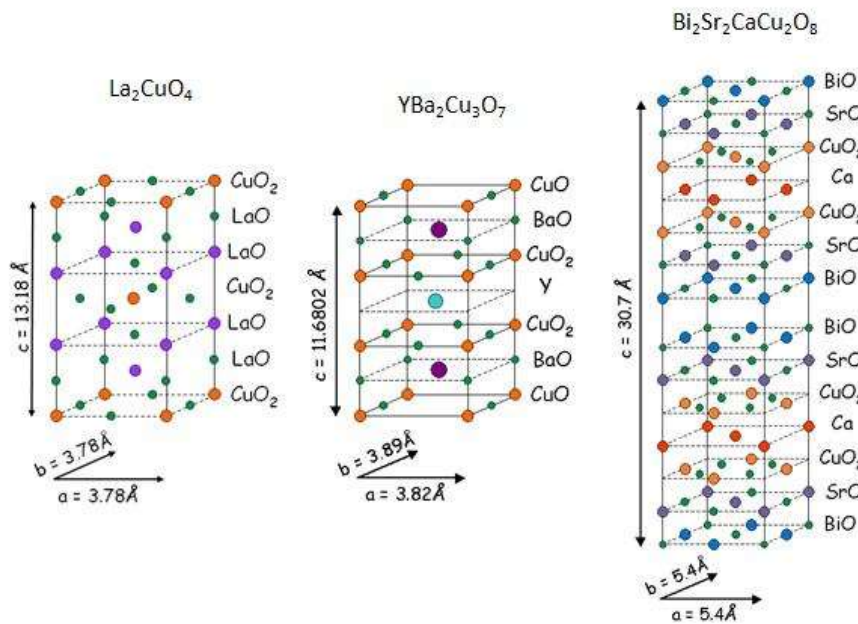 La₂CuO₄
CuO₂
LaO
LaO
CuO₂
LaO
LaO
CuO₂
c = 13.18 Å
b = 3.78Å
a = 3.78Å
YBa₂Cu₃O₇
CuO
BaO
CuO₂
Y
CuO₂
BaO
CuO
c = 11.6802 Å
b = 3.89Å
a = 3.82Å
Bi₂Sr₂CaCu₂O₈
BiO
SrO
CuO₂
Ca
CuO₂
SrO
BiO
BiO
SrO
CuO₂
Ca
CuO₂
SrO
BiO
c = 30.7 Å
b = 5.4Å
a = 5.4Å